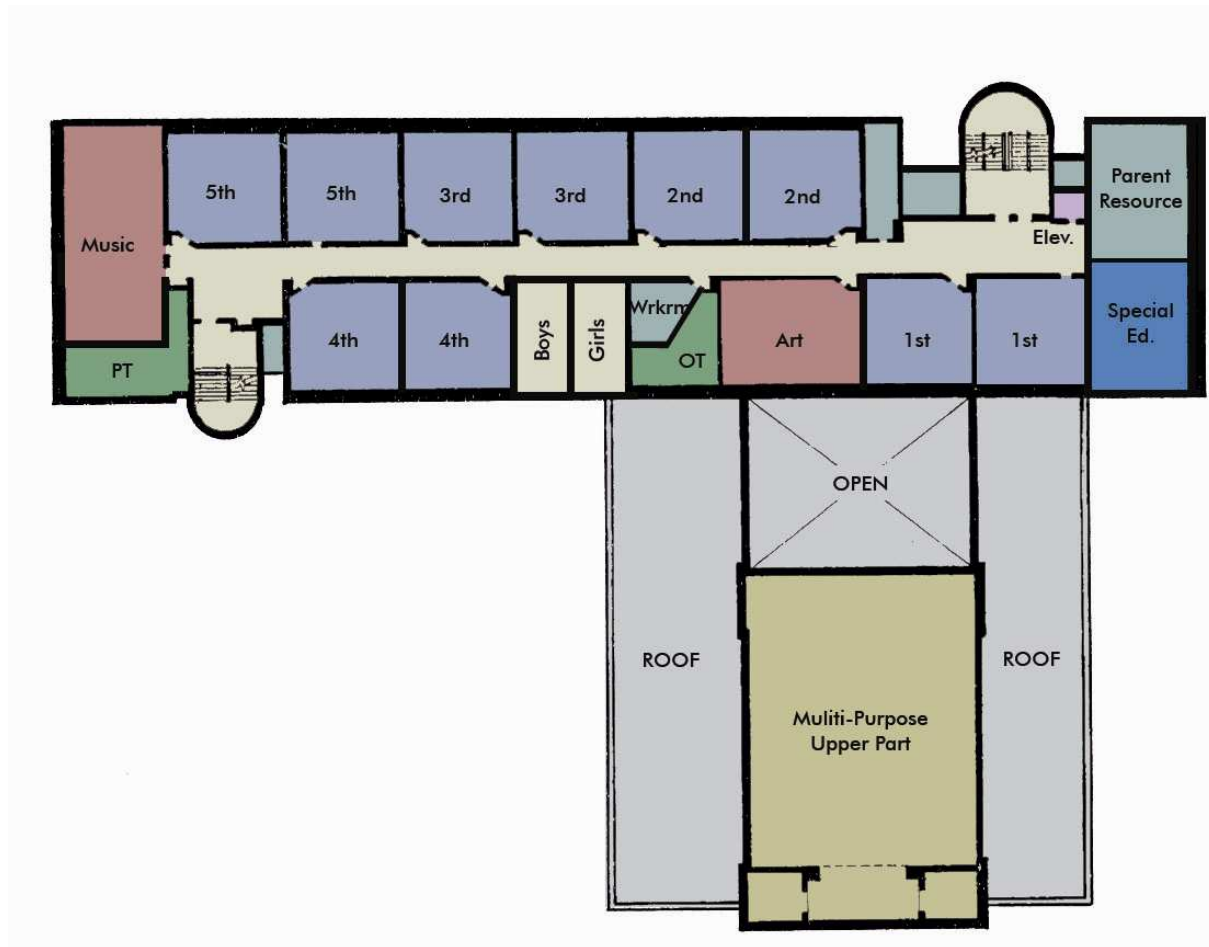 Parent
Resource
5th
5th
3rd
3rd
2nd
2nd
Music
Elev.
Special
Ed.
Wrkrm
Boys
Girls
4th
4th
Art
1st
1st
OT
PT
OPEN
ROOF
ROOF
Muliti-Purpose
Upper Part